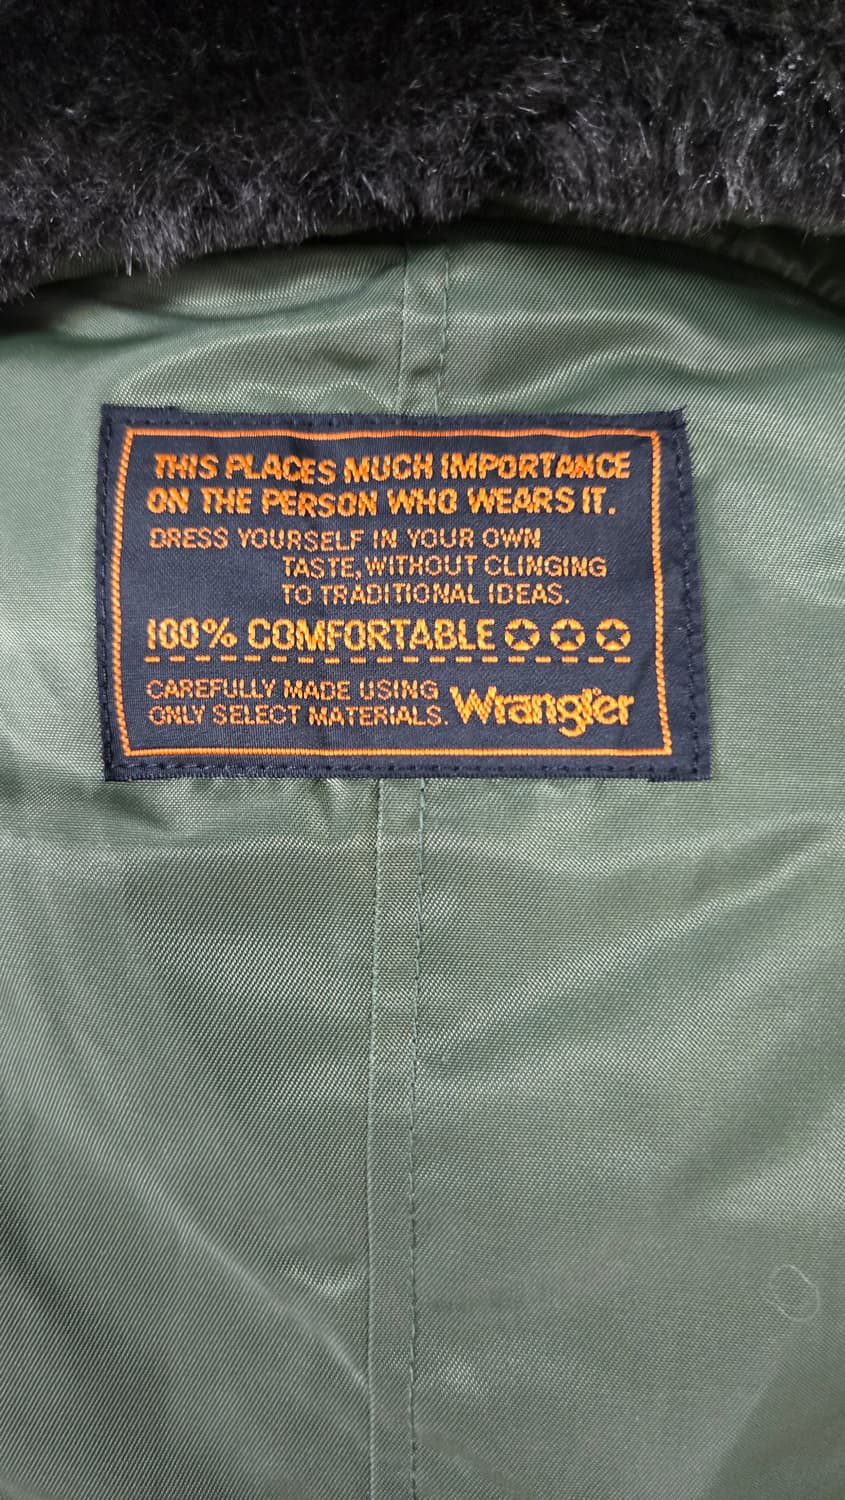 THIS PLACES MUCH IMPORTANCE
ON THE PERSON WHO WEARS IT.
DRESS YOURSELF IN YOUR OWN
TASTE,WITHOUT CLINGING
TO TRADITIONAL IDEAS.
100% COMFORTABLE
CAREFULLY MADE USING
ONLY SELECT MATERIALS.
Wrangler